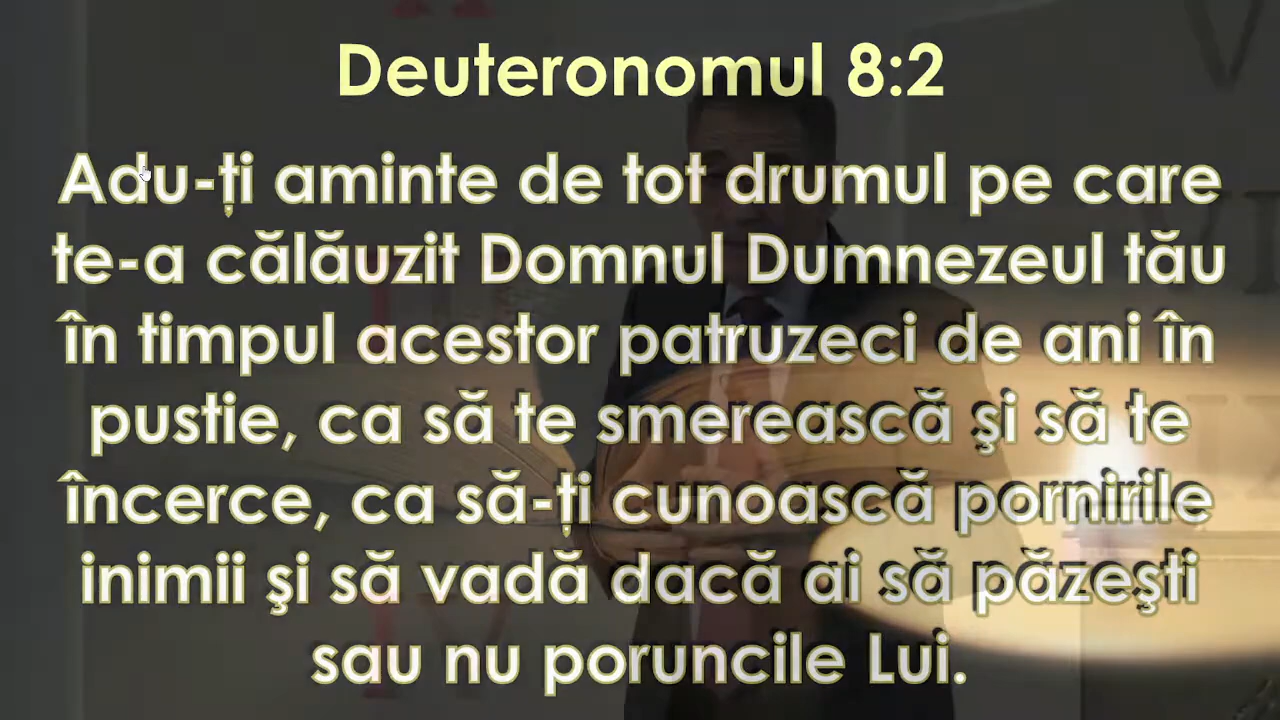 Deuteronomul 8:2
Adu-ți aminte de tot drumul pe care
te-a călăuzit Domnul Dumnezeul tău
în timpul acestor patruzeci de ani în
pustie, ca să te smerească şi să te
încerce, ca să-ți cunoască pornirile
inimii şi să vadă dacă ai să păzeşti
sau nu poruncile Lui.